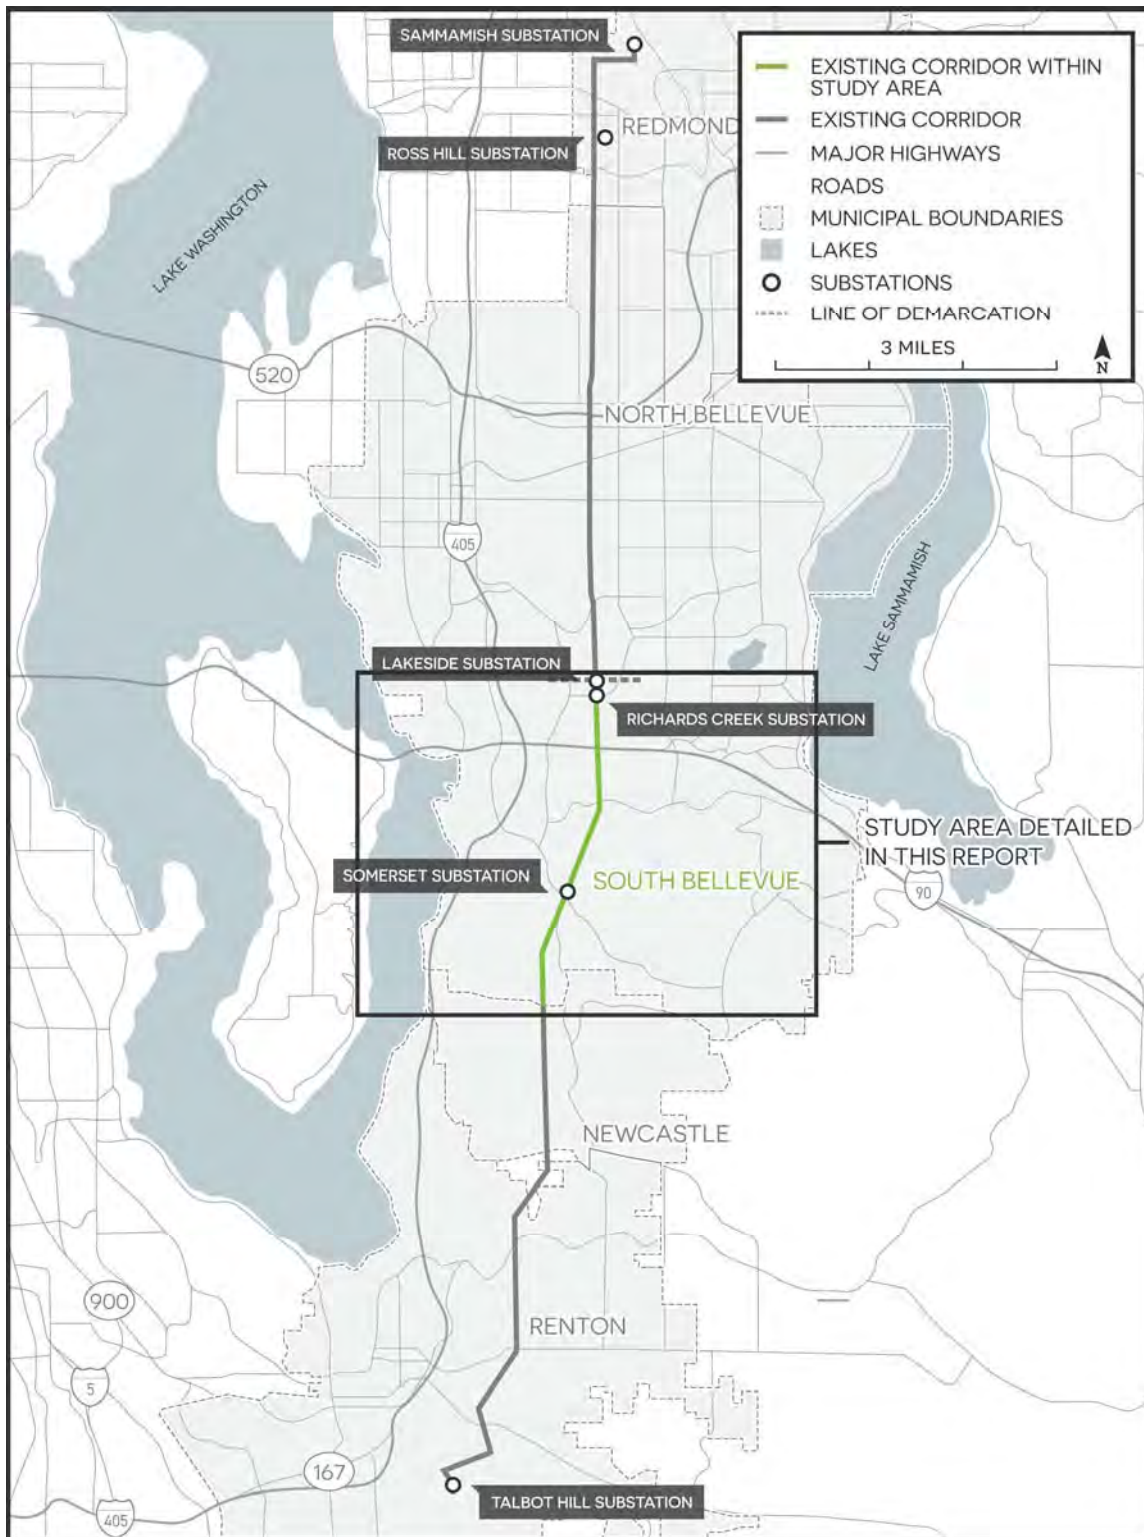 SAMMAMISH SUBSTATION
ROSS HILL SUBSTATION
REDMOND
EXISTING CORRIDOR WITHIN
STUDY AREA
EXISTING CORRIDOR
MAJOR HIGHWAYS
ROADS
MUNICIPAL BOUNDARIES
LAKES
SUBSTATIONS
LINE OF DEMARCATION
3 MILES
N
LAKE WASHINGTON
520
NORTH BELLEVUE
405
LAKE SAMMAMISH
LAKESIDE SUBSTATION
RICHARDS CREEK SUBSTATION
STUDY AREA DETAILED
IN THIS REPORT
SOMERSET SUBSTATION
SOUTH BELLEVUE
90
NEWCASTLE
900
RENTON
5
167
TALBOT HILL SUBSTATION
405